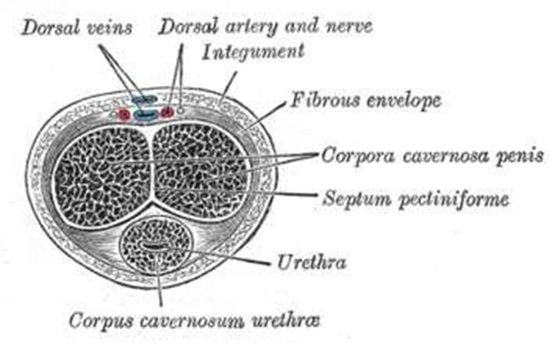 Dorsal veins
Dorsal artery and nerve
Integument
Fibrous envelope
Corpora cavernosa penis
Septum pectiniforme
Urethra
Corpus cavernosum urethræ